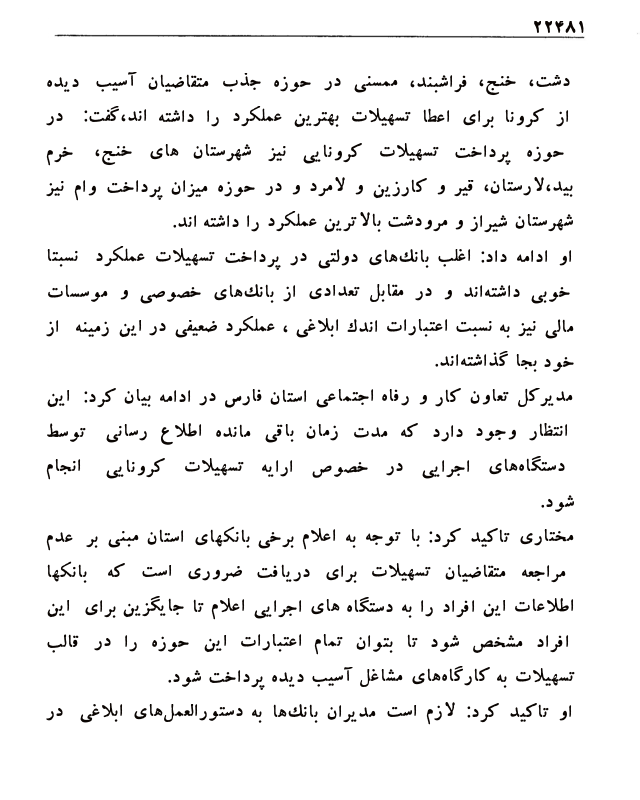 ۲۲۴۸۱
دشت، خنج، فراشبند، ممسنی در حوزه جذب متقاضیان آسیب دیده
از کرونا برای اعطا تسهیلات بهترین عملکرد را داشته اند،گفت: در
حوزه پرداخت تسهیلات کرونایی نیز شهرستان های خنج، خرم
بید،لارستان، قیر و کارزین و لامرد و در حوزه میزان پرداخت وام نیز
شهرستان شیراز و مرودشت بالاترین عملکرد را داشته اند.
او ادامه داد: اغلب بانک‌های دولتی در پرداخت تسهیلات عملکرد نسبتا
خوبی داشته‌اند و در مقابل تعدادی از بانک‌های خصوصی و موسسات
مالی نیز به نسبت اعتبارات اندک ابلاغی ، عملکرد ضعیفی در این زمینه از
خود بجا گذاشته‌اند.
مدیرکل تعاون کار و رفاه اجتماعی استان فارس در ادامه بیان کرد: این
انتظار وجود دارد که مدت زمان باقی مانده اطلاع رسانی توسط
دستگاه‌های اجرایی در خصوص ارایه تسهیلات کرونایی انجام
شود.
مختاری تاکید کرد: با توجه به اعلام برخی بانکهای استان مبنی بر عدم
مراجعه متقاضیان تسهیلات برای دریافت ضروری است که بانکها
اطلاعات این افراد را به دستگاه های اجرایی اعلام تا جایگزین برای این
افراد مشخص شود تا بتوان تمام اعتبارات این حوزه را در قالب
تسهیلات به کارگاه‌های مشاغل آسیب دیده پرداخت شود.
او تاکید کرد: لازم است مدیران بانک‌ها به دستورالعمل‌های ابلاغی در